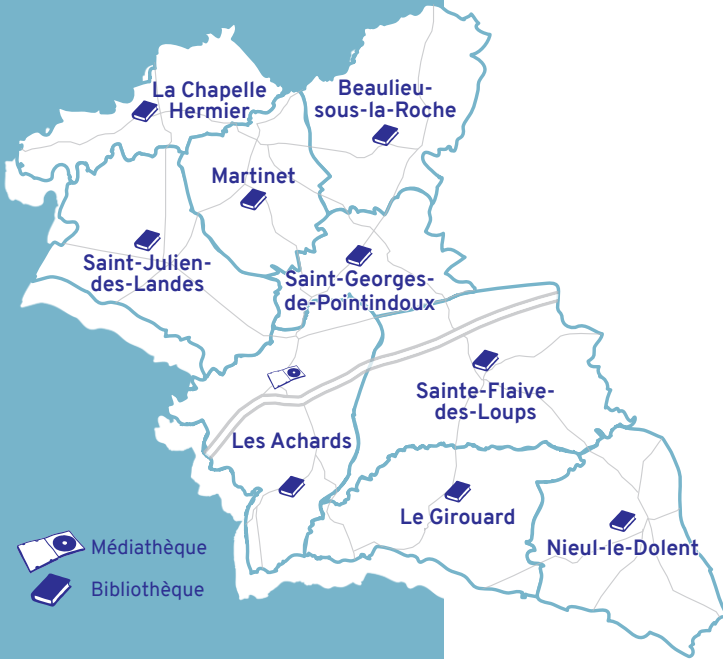 La Chapelle
Hermier
Beaulieu-
sous-la-Roche
Martinet
Saint-Julien-
des-Landes
Saint-Georges-
de-Pointindoux
Sainte-Flaive-
des-Loups
Les Achards
Le Girouard
Nieul-le-Dolent
Médiathèque
Bibliothèque